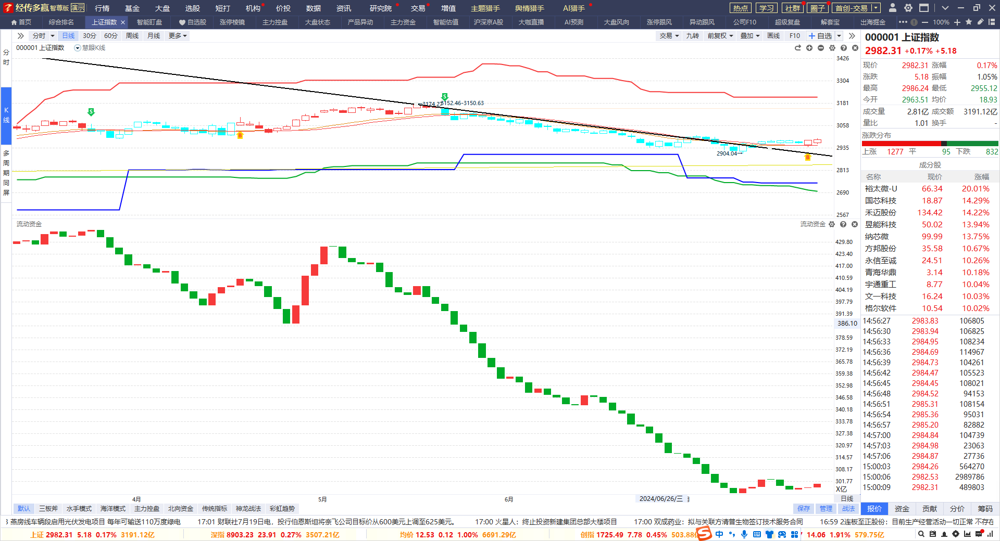 经传多赢 智尊版 演示 行情 基金 大盘 选股 短打 机构 价投 数据 资讯 研究院 交易 增值 主题猎手 舆情猎手 AI猎手 热点 学习 社群 圈子 首创-交易
首页 综合排名 上证指数 智能盯盘 自选股 涨停棱镜 主力控盘 大盘状态 产品异动 主力资金 智能估值 沪深京A股 大咖直播 AI预测 大盘风向 涨停跟风 异动跟风 公司F10 超级复盘 解套宝 出海掘金 100%
分时 日线 30分 60分 周线 月线 更多 交易 九转 前复权 叠加 画线 F10 自选
分时
K线
多周期同屏
000001 上证指数 慧眼K线
3426
3304
3181
3058
2935
2813
2690
2567
S
B
3174.27
S
3152.46-3150.63
2904.04
B
流动资金
流动资金
429.80
423.40
417.00
410.59
404.19
397.79
391.39
386.10
378.59
372.19
365.78
359.38
352.98
346.58
340.18
333.78
327.38
320.97
314.57
308.17
301.77
X亿
4月 5月 6月 2024/06/26/三 日线
默认 三板斧 水手模式 海洋模式 主力控盘 北向资金 传统指标 神龙战法 彩虹趋势 保存 管理 战法
000001 上证指数
2982.31 +0.17% +5.18
现价 2982.31 涨幅 0.17%
涨跌 5.18 振幅 1.05%
最高 2986.24 最低 2955.12
今开 2963.51 均价 18.93
成交量 2.81亿 成交额 3191.12亿
量比 1.01 换手 -
涨跌分布
上涨 1277 平 95 下跌 832
成分股
名称 现价 涨幅
裕太微-U 66.34 20.01%
国芯科技 18.87 14.29%
禾迈股份 134.42 14.22%
昱能科技 50.02 13.94%
纳芯微 99.99 13.75%
方邦股份 35.58 10.67%
永信至诚 24.51 10.26%
青海华鼎 3.14 10.18%
宇通重工 8.77 10.04%
文一科技 16.24 10.03%
格尔软件 10.54 10.02%
14:56:27 2983.83 106805
14:56:30 2983.94 106825
14:56:33 2984.95 108234
14:56:36 2984.69 114967
14:56:39 2984.73 104261
14:56:42 2984.47 105523
14:56:45 2984.45 108021
14:56:48 2984.52 94153
14:56:51 2985.31 108154
14:56:54 2985.36 95031
14:56:57 2985.20 82882
14:57:00 2984.84 104739
14:57:03 2984.98 23063
14:57:06 2984.87 27736
15:00:03 2984.26 564270
15:00:06 2982.53 2989786
15:00:09 2982.31 489803
报价 资金 贡献 分价 筹码
燕房线车辆段启用光伏发电项目 每年可输送110万度绿电 17:01 财联社7月19日电，投行伯恩斯坦将奈飞公司目标价从600美元上调至625美元。 17:00 火星人：终止投资新建集团总部大楼项目 17:00 双成药业：拟与关联方清普生物签订技术服务合同 16:59 2连板至正股份：目前生产经营活动一切正常 不存在
上证 2982.31 5.18 0.17% 3191.12亿 深指 8903.23 23.91 0.27% 3507.21亿 均价 12.53 0.12 1.00% 6691.29亿 创指 1725.49 7.78 0.45% 503.88亿 中 14.06 1.91% 579.75亿